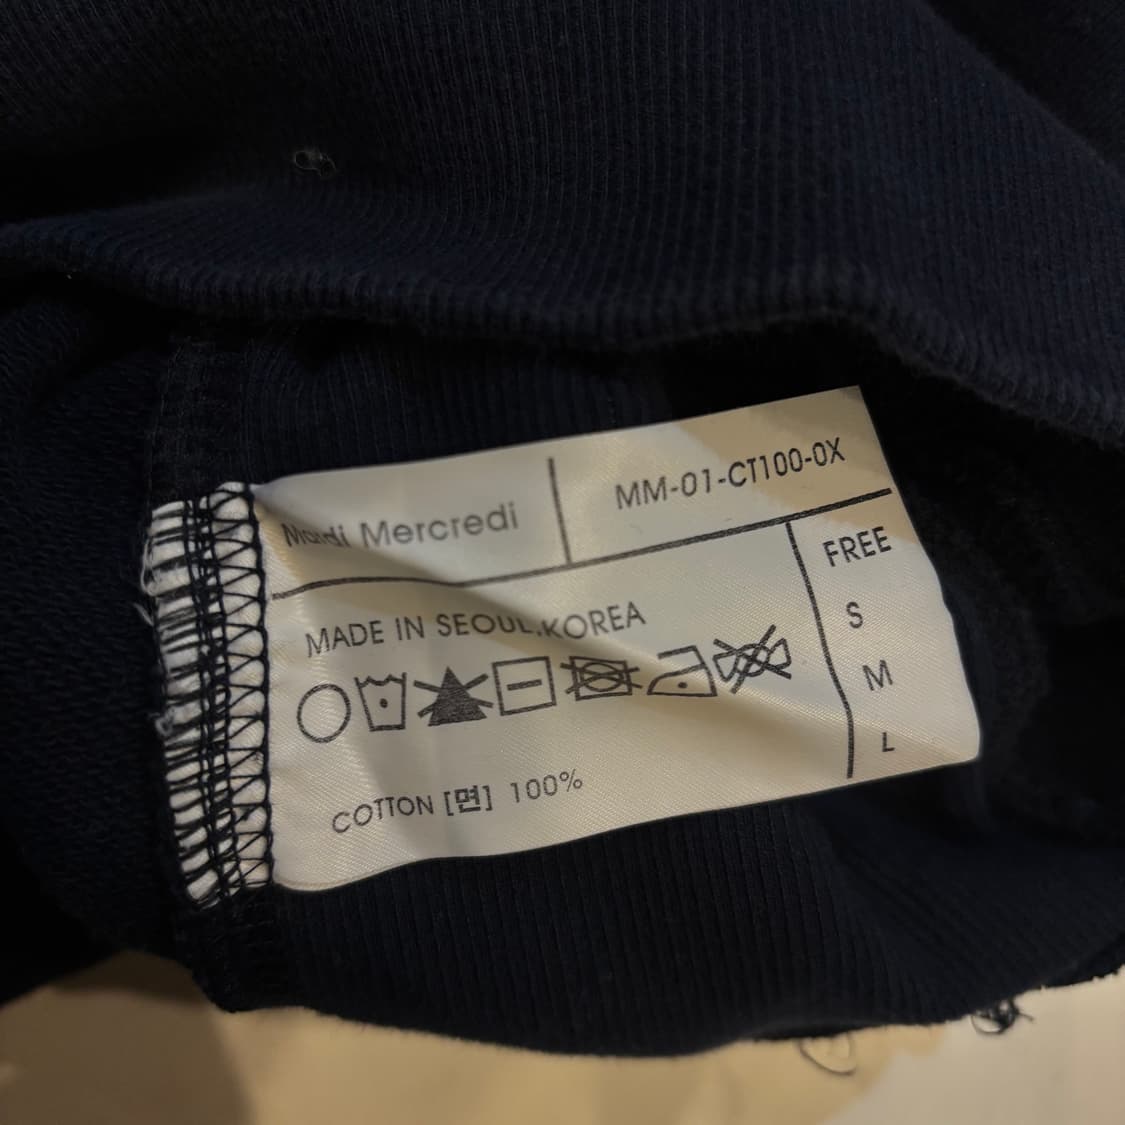 Mardi Mercredi
MM-01-CT100-0X
MADE IN SEOUL,KOREA
COTTON [면] 100%
FREE
S
M
L